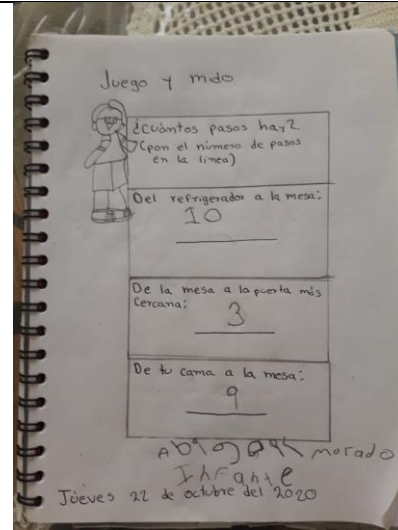 Juego y mido
¿Cuántos pasos hay?
(pon el número de pasos
en la línea)
Del refrigerador a la mesa:
10
De la mesa a la puerta más
cercana:
3
De tu cama a la mesa:
9
Abigail morado
Infante
Jueves 22 de octubre del 2020